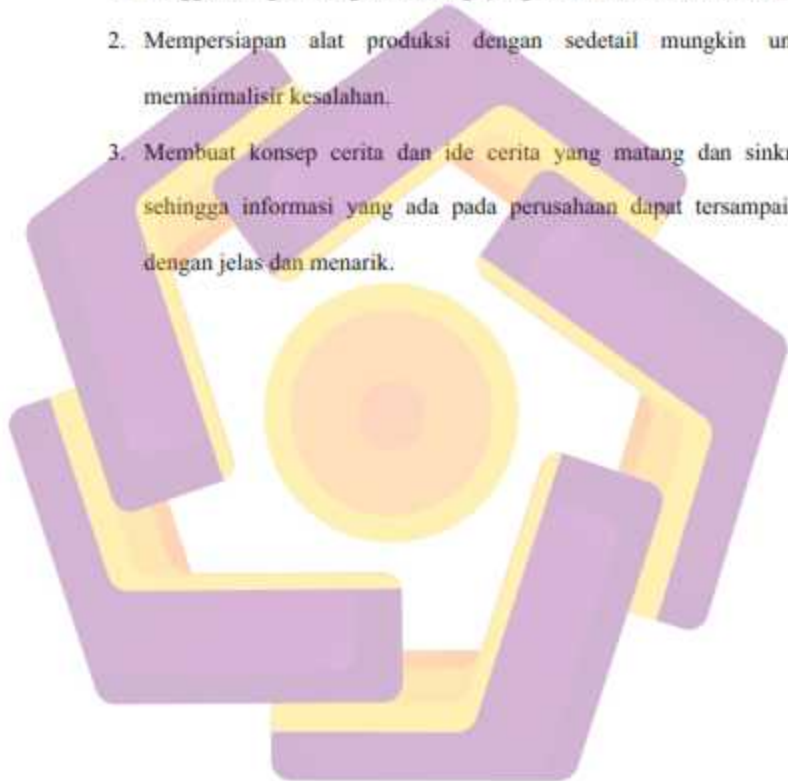 2. Mempersiapan alat produksi dengan sedetail mungkin un
meminimalisir kesalahan.
3. Membuat konsep cerita dan ide cerita yang matang dan sinkr
sehingga informasi yang ada pada perusahaan dapat tersampai
dengan jelas dan menarik.